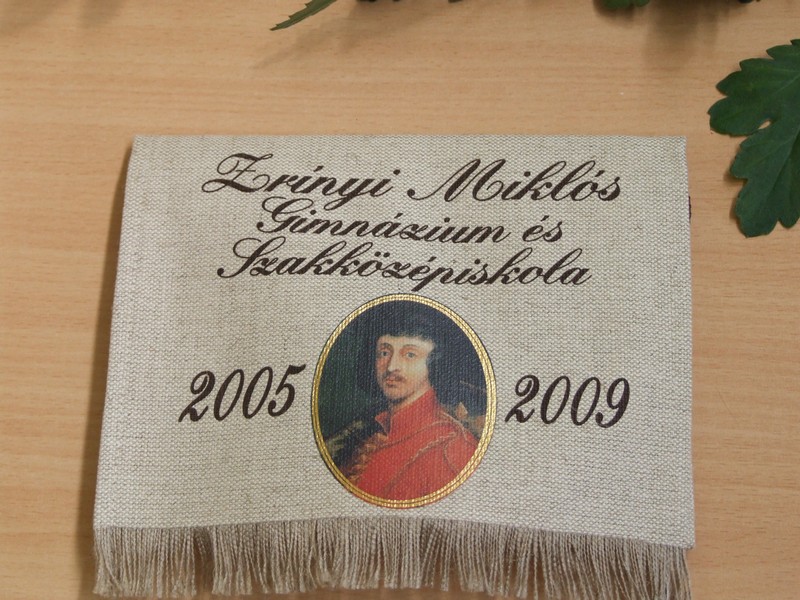 Zrínyi Miklós
Gimnázium és
Szakközépiskola
2005 2009